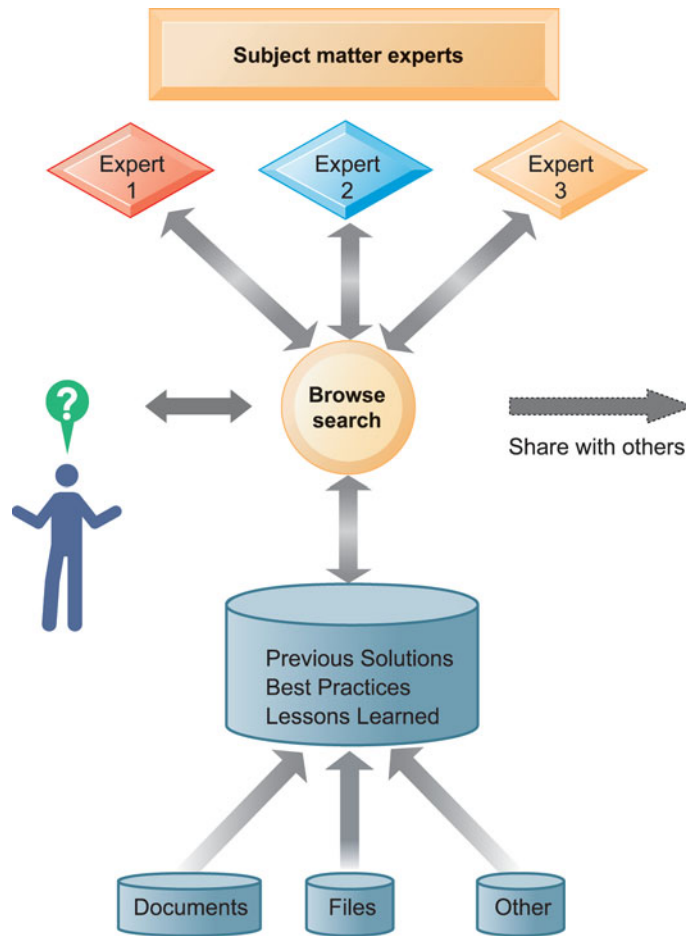 Subject matter experts
Expert
1
Expert
2
Expert
3
?
Browse
search
Share with others
Previous Solutions
Best Practices
Lessons Learned
Documents
Files
Other